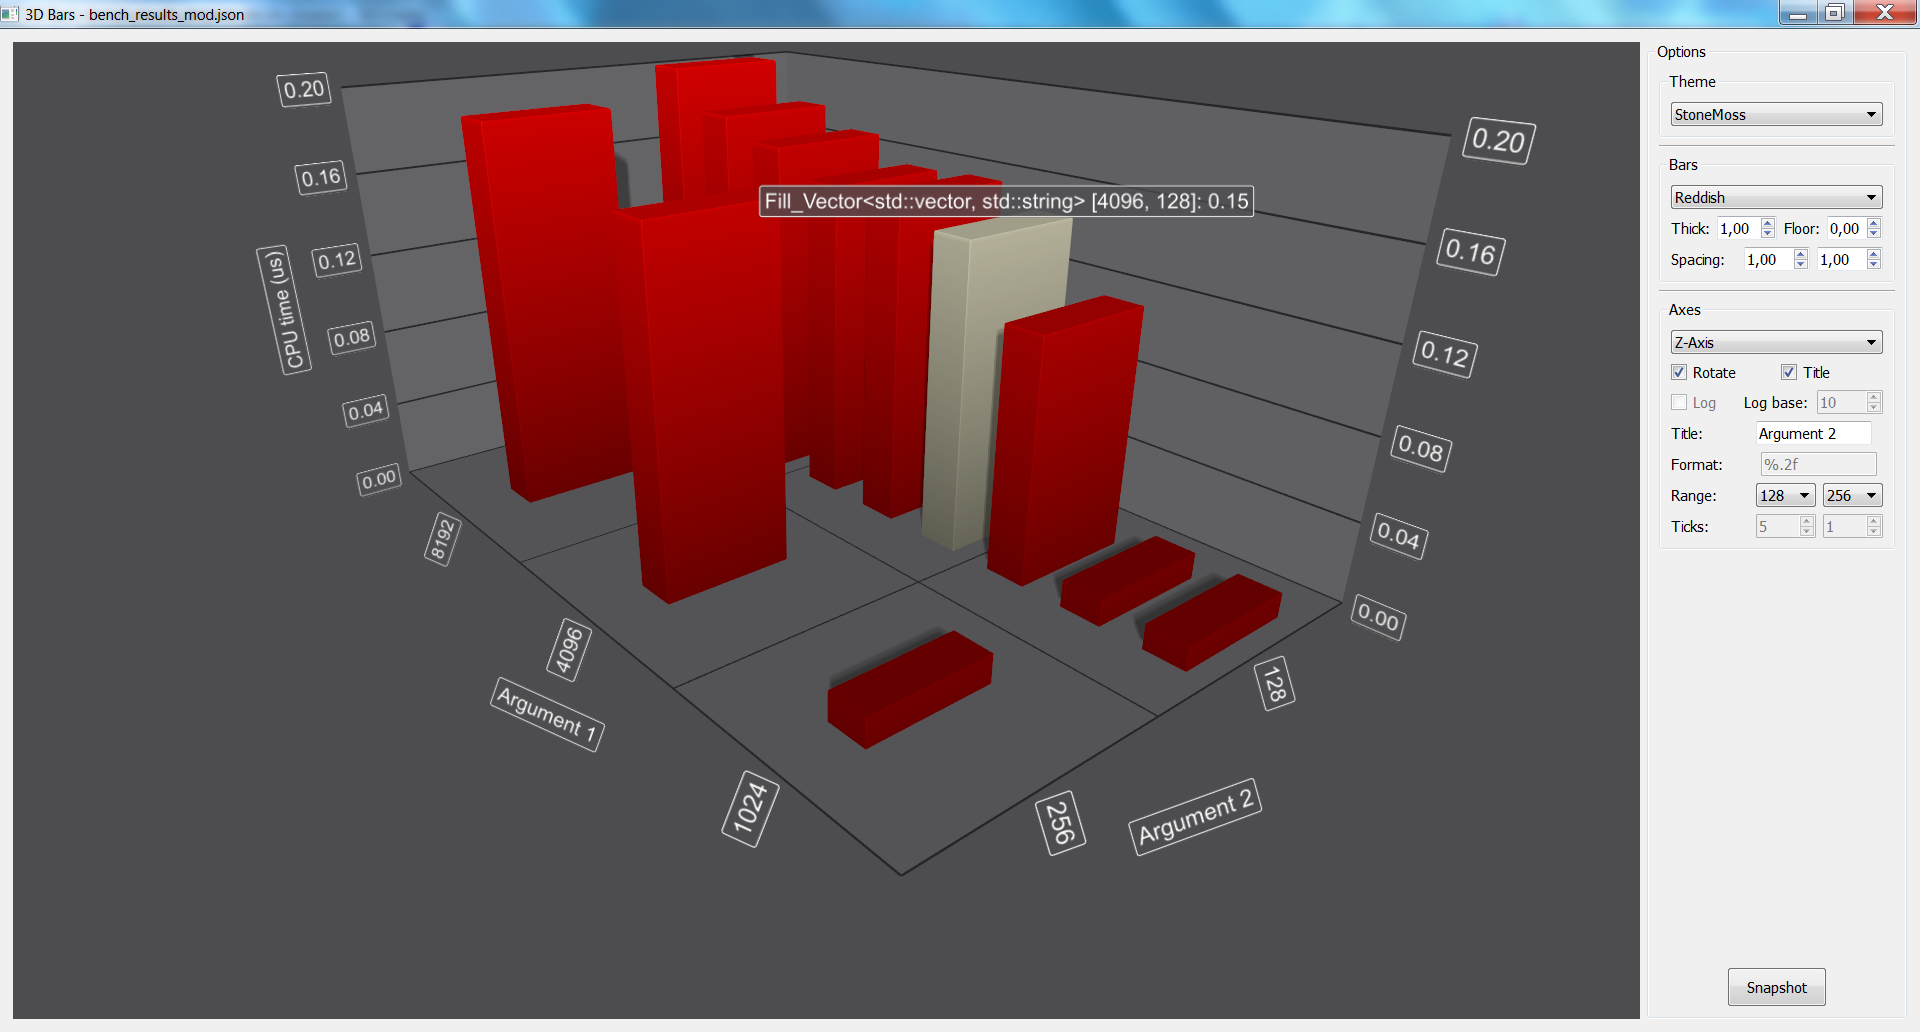 3D Bars - bench_results_mod.json
0.20
0.16
0.12
0.08
0.04
0.00
CPU time (us)
Fill_Vector<std::vector, std::string> [4096, 128]: 0.15
0.20
0.16
0.12
0.08
0.04
0.00
8192
4096
1024
Argument 1
128
256
Argument 2
Options
Theme
StoneMoss
Bars
Reddish
Thick: 1,00 Floor: 0,00
Spacing: 1,00 1,00
Axes
Z-Axis
Rotate Title
Log Log base: 10
Title: Argument 2
Format: %.2f
Range: 128 256
Ticks: 5 1
Snapshot